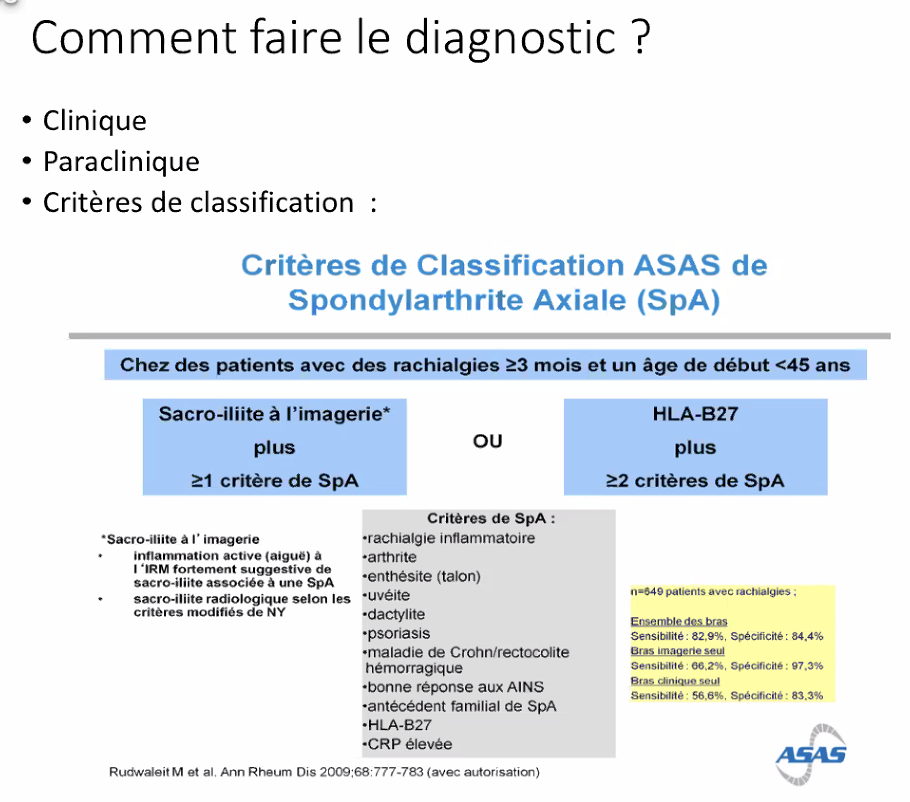 Comment faire le diagnostic ?
• Clinique
• Paraclinique
• Critères de classification :
Critères de Classification ASAS de
Spondylarthrite Axiale (SpA)
Chez des patients avec des rachialgies ≥3 mois et un âge de début <45 ans
Sacro-iliite à l'imagerie*
plus
≥1 critère de SpA
OU
HLA-B27
plus
≥2 critères de SpA
*Sacro-iliite à l' imagerie
• inflammation active (aiguë) à
l 'IRM fortement suggestive de
sacro-iliite associée à une SpA
• sacro-iliite radiologique selon les
critères modifiés de NY
Critères de SpA :
•rachialgie inflammatoire
•arthrite
•enthésite (talon)
•uvéite
•dactylite
•psoriasis
•maladie de Crohn/rectocolite
hémorragique
•bonne réponse aux AINS
•antécédent familial de SpA
•HLA-B27
•CRP élevée
n=649 patients avec rachialgies ;
Ensemble des bras
Sensibilité : 82,9%, Spécificité : 84,4%
Bras imagerie seul
Sensibilité : 66,2%, Spécificité : 97,3%
Bras clinique seul
Sensibilité : 56,6%, Spécificité : 83,3%
ASAS
Rudwaleit M et al. Ann Rheum Dis 2009;68:777-783 (avec autorisation)